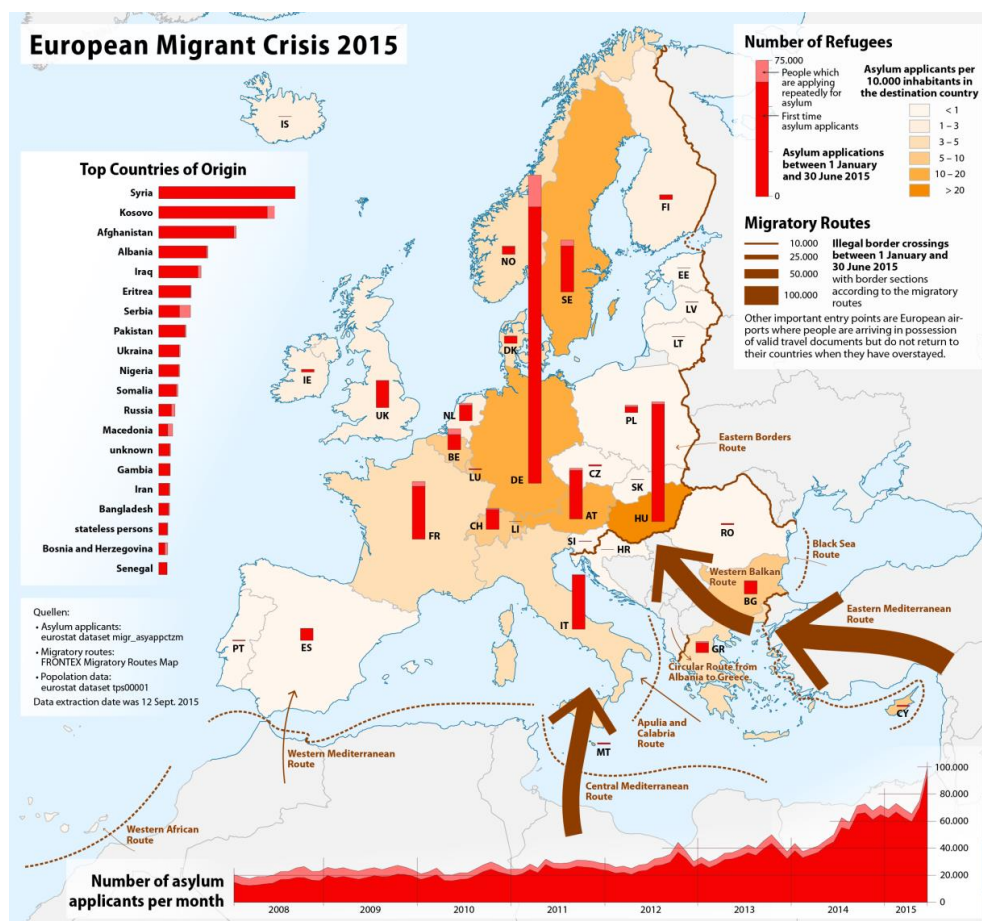 European Migrant Crisis 2015
Number of Refugees
75.000
People which
are applying
repeatedly for
asylum
First time
asylum applicants
Asylum applications
between 1 January
and 30 June 2015
0
Asylum applicants per
10.000 inhabitants in
the destination country
< 1
1 – 3
3 – 5
5 – 10
10 – 20
> 20
Migratory Routes
10.000
25.000
50.000
100.000
Illegal border crossings
between 1 January and
30 June 2015
with border sections
according to the migratory
routes
Other important entry points are European air-
ports where people are arriving in possession
of valid travel documents but do not return to
their countries when they have overstayed.
Top Countries of Origin
Syria
Kosovo
Afghanistan
Albania
Iraq
Eritrea
Serbia
Pakistan
Ukraina
Nigeria
Somalia
Russia
Macedonia
unknown
Gambia
Iran
Bangladesh
stateless persons
Bosnia and Herzegovina
Senegal
IS
NO
SE
FI
EE
LV
LT
DK
IE
UK
NL
BE
LU
DE
PL
CZ
SK
AT
HU
CH
LI
FR
SI
HR
RO
BG
IT
GR
PT
ES
MT
CY
Eastern Borders
Route
Black Sea
Route
Western Balkan
Route
Eastern Mediterranean
Route
Circular Route from
Albania to Greece
Apulia and
Calabria
Route
Central Mediterranean
Route
Western Mediterranean
Route
Western African
Route
Quellen:
• Asylum applicants:
eurostat dataset migr_asyappctzm
• Migratory routes:
FRONTEX Migratory Routes Map
• Popolation data:
eurostat dataset tps00001
Data extraction date was 12 Sept. 2015
Number of asylum
applicants per month
100.000
80.000
60.000
40.000
20.000
0
2008
2009
2010
2011
2012
2013
2014
2015